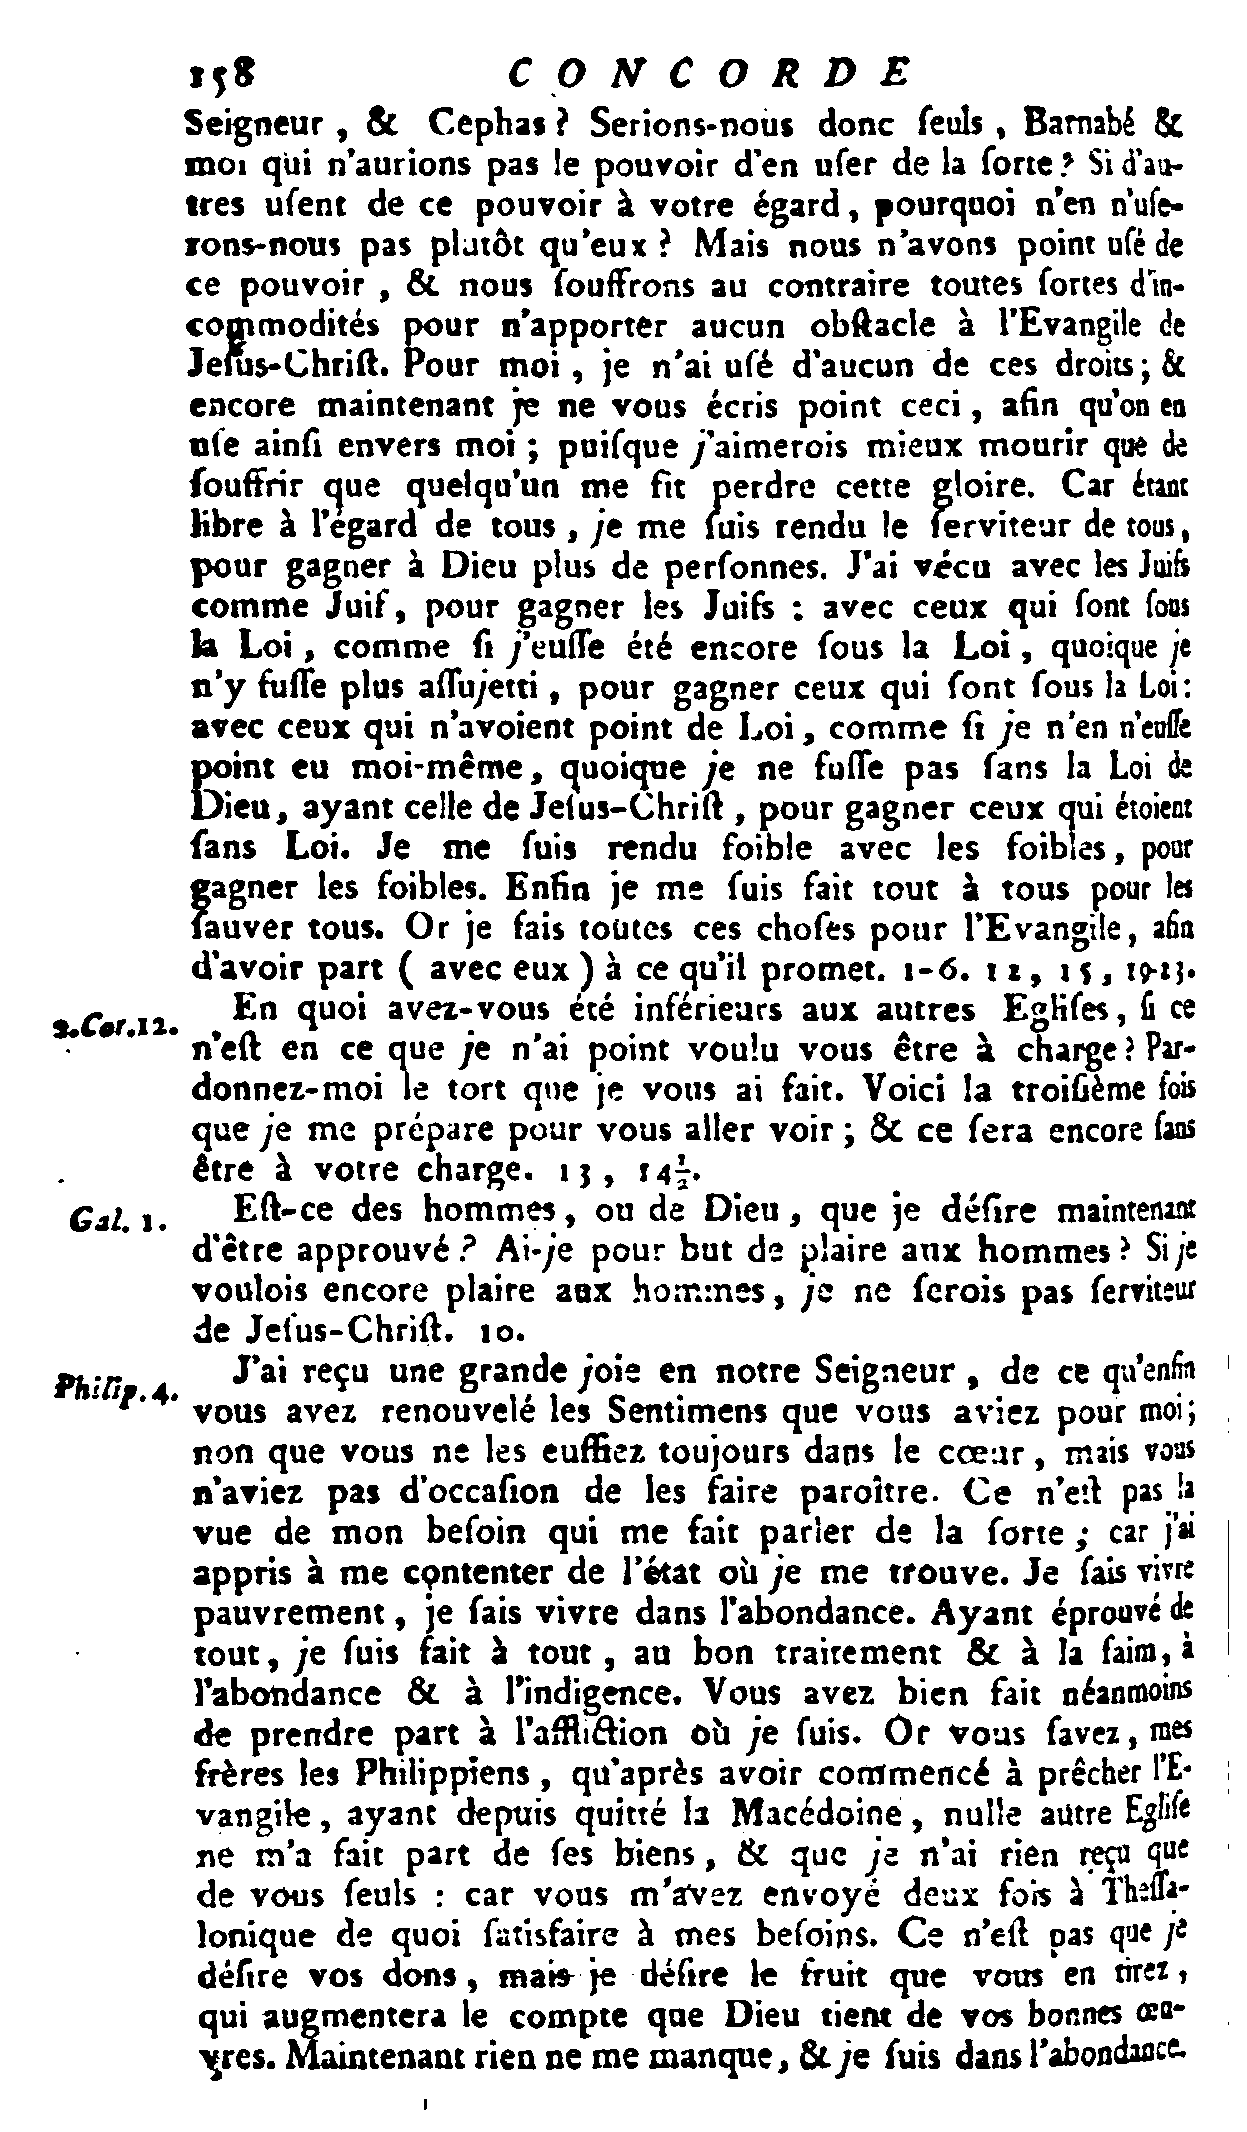 158 CONCORDE
Seigneur, & Cephas? Serions-nous donc ſeuls, Barnabé &
moi qui n'aurions pas le pouvoir d'en uſer de la ſorte? Si d'au-
tres uſent de ce pouvoir à votre égard, pourquoi n'en n'uſe-
rons-nous pas plutôt qu'eux? Mais nous n'avons point uſé de
ce pouvoir, & nous ſouffrons au contraire toutes ſortes d'in-
commodités pour n'apporter aucun obſtacle à l'Evangile de
Jeſus-Chriſt. Pour moi, je n'ai uſé d'aucun de ces droits; &
encore maintenant je ne vous écris point ceci, afin qu'on en
uſe ainſi envers moi; puiſque j'aimerois mieux mourir que de
ſouffrir que quelqu'un me fît perdre cette gloire. Car étant
libre à l'égard de tous, je me ſuis rendu le ſerviteur de tous,
pour gagner à Dieu plus de perſonnes. J'ai vécu avec les Juifs
comme Juif, pour gagner les Juifs: avec ceux qui ſont ſous
la Loi, comme ſi j'euſſe été encore ſous la Loi, quoique je
n'y fuſſe plus aſſujetti, pour gagner ceux qui ſont ſous la Loi:
avec ceux qui n'avoient point de Loi, comme ſi je n'en n'euſſe
point eu moi-même, quoique je ne fuſſe pas ſans la Loi de
Dieu, ayant celle de Jeſus-Chriſt, pour gagner ceux qui étoient
ſans Loi. Je me ſuis rendu foible avec les foibles, pour
gagner les foibles. Enfin je me ſuis fait tout à tous pour les
ſauver tous. Or je fais toutes ces choſes pour l'Evangile, afin
d'avoir part ( avec eux ) à ce qu'il promet. 1-6. 12, 15, 19-23.
2.Cor.12. En quoi avez-vous été inférieurs aux autres Egliſes, ſi ce
n'eſt en ce que je n'ai point voulu vous être à charge? Par-
donnez-moi le tort que je vous ai fait. Voici la troiſième fois
que je me prépare pour vous aller voir; & ce ſera encore ſans
être à votre charge. 13, 14½.
Gal. 1. Eſt-ce des hommes, ou de Dieu, que je déſire maintenant
d'être approuvé? Ai-je pour but de plaire aux hommes? Si je
voulois encore plaire aux hommes, je ne ſerois pas ſerviteur
de Jeſus-Chriſt. 10.
Philip. 4. J'ai reçu une grande joie en notre Seigneur, de ce qu'enfin
vous avez renouvelé les Sentimens que vous aviez pour moi;
non que vous ne les euſſiez toujours dans le cœur, mais vous
n'aviez pas d'occaſion de les faire paroître. Ce n'eſt pas la
vue de mon beſoin qui me fait parler de la ſorte; car j'ai
appris à me contenter de l'état où je me trouve. Je ſais vivre
pauvrement, je ſais vivre dans l'abondance. Ayant éprouvé de
tout, je ſuis fait à tout, au bon traitement & à la faim, à
l'abondance & à l'indigence. Vous avez bien fait néanmoins
de prendre part à l'affliction où je ſuis. Or vous ſavez, mes
frères les Philippiens, qu'après avoir commencé à prêcher l'E-
vangile, ayant depuis quitté la Macédoine, nulle autre Egliſe
ne m'a fait part de ſes biens, & que je n'ai rien reçu que
de vous ſeuls: car vous m'avez envoyé deux fois à Theſſa-
lonique de quoi ſatisfaire à mes beſoins. Ce n'eſt pas que je
déſire vos dons, mais je déſire le fruit que vous en tirez,
qui augmentera le compte que Dieu tient de vos bonnes œu-
vres. Maintenant rien ne me manque, & je ſuis dans l'abondance.